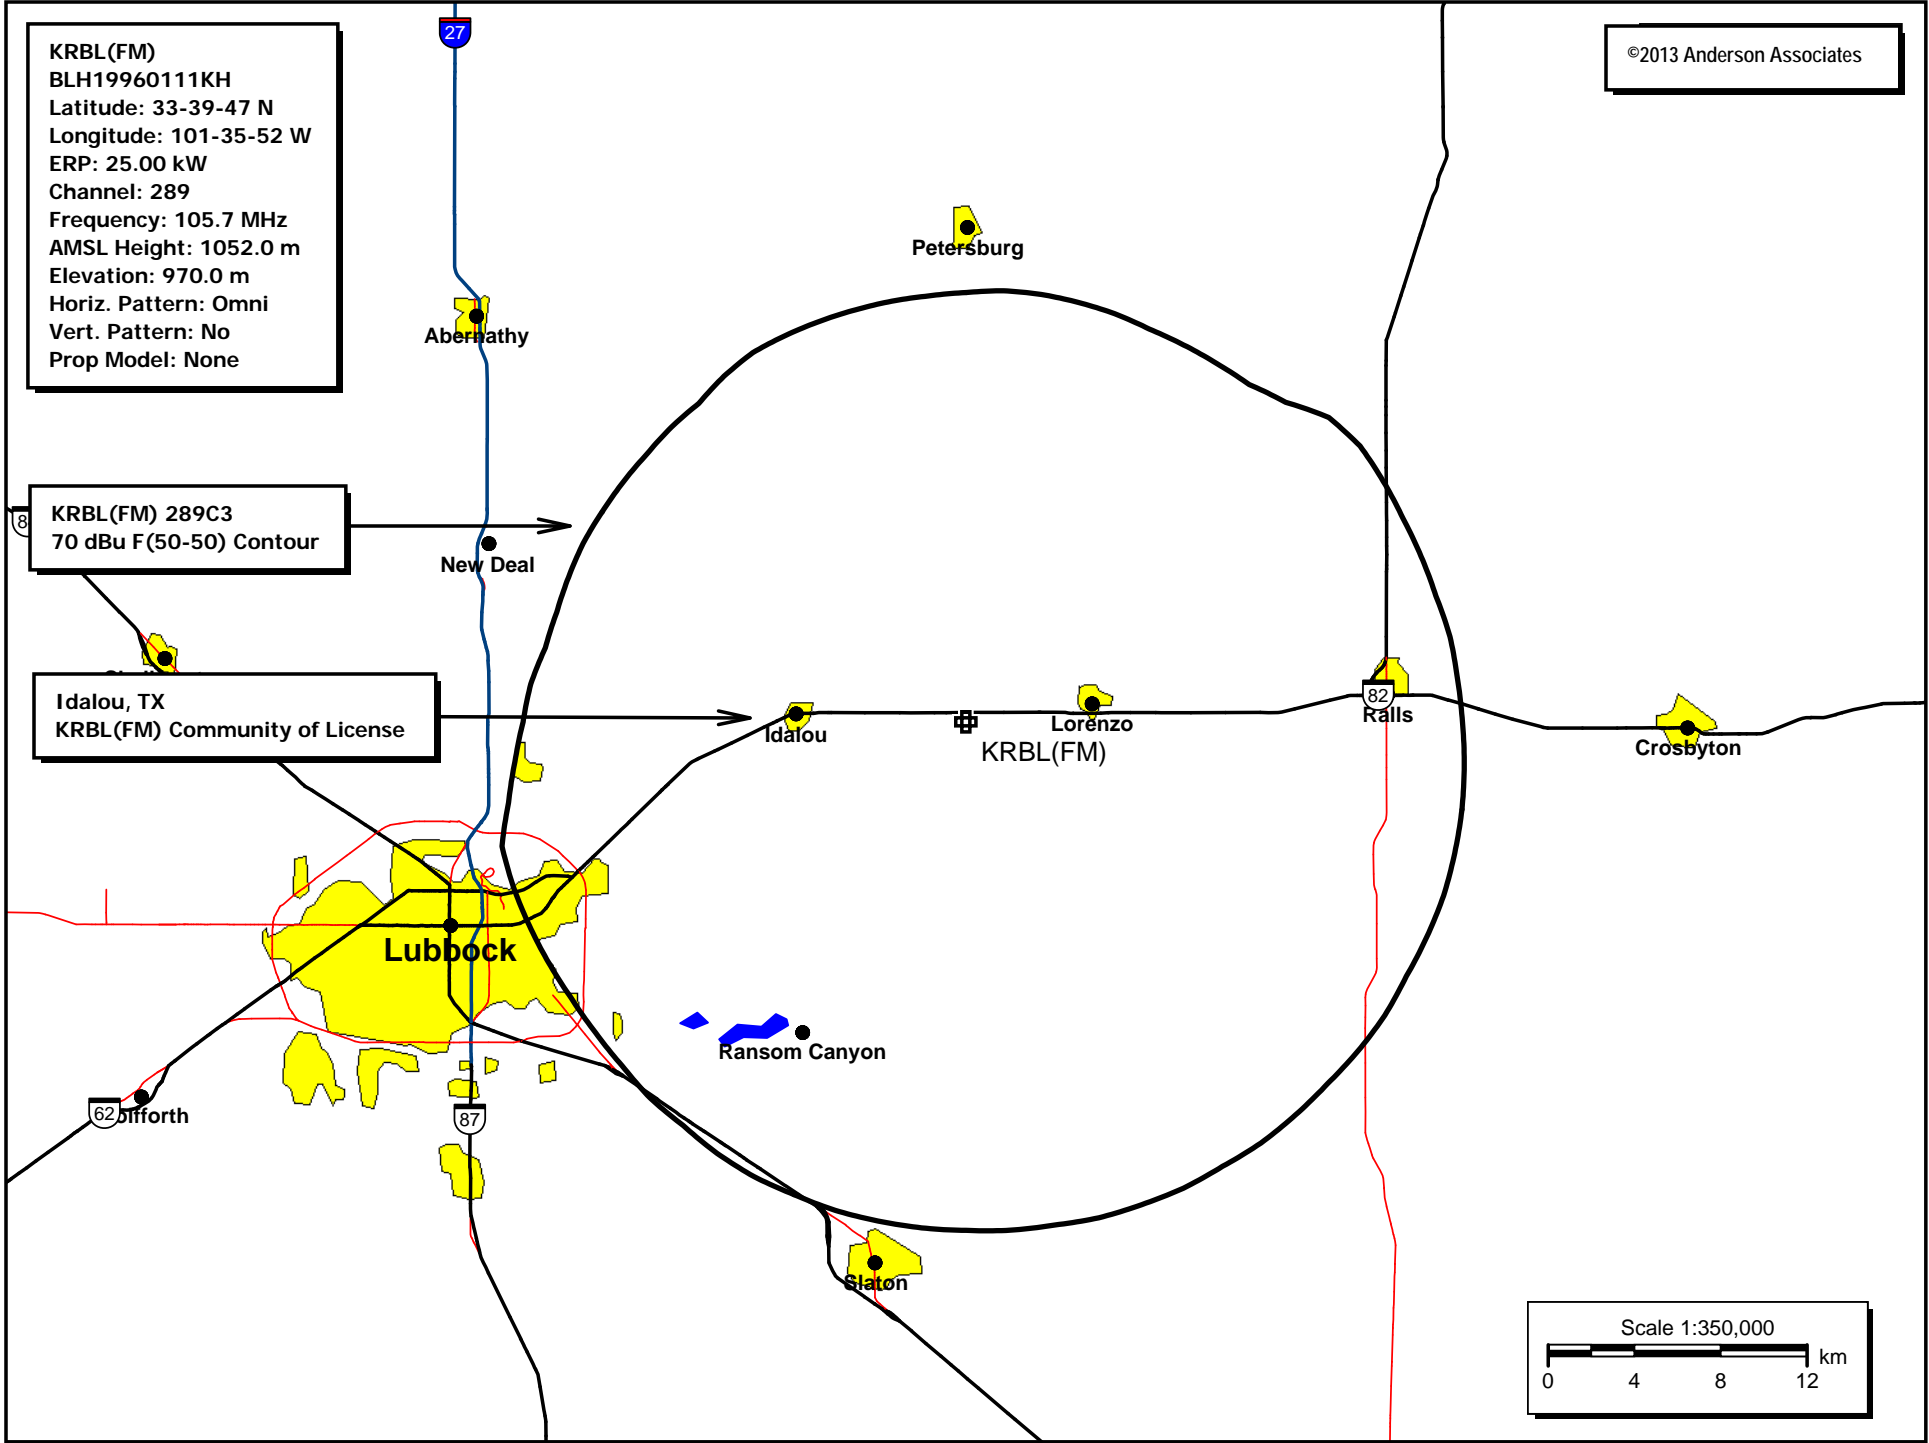 KRBL(FM)
BLH19960111KH
Latitude: 33-39-47 N
Longitude: 101-35-52 W
ERP: 25.00 kW
Channel: 289
Frequency: 105.7 MHz
AMSL Height: 1052.0 m
Elevation: 970.0 m
Horiz. Pattern: Omni
Vert. Pattern: No
Prop Model: None
27
©2013 Anderson Associates
Petersburg
Abernathy
KRBL(FM) 289C3
70 dBu F(50-50) Contour
8
New Deal
Idalou, TX
KRBL(FM) Community of License
Idalou
KRBL(FM)
Lorenzo
82
Ralls
Crosbyton
Lubbock
Ransom Canyon
62
87
Slaton
Scale 1:350,000
km
0 4 8 12